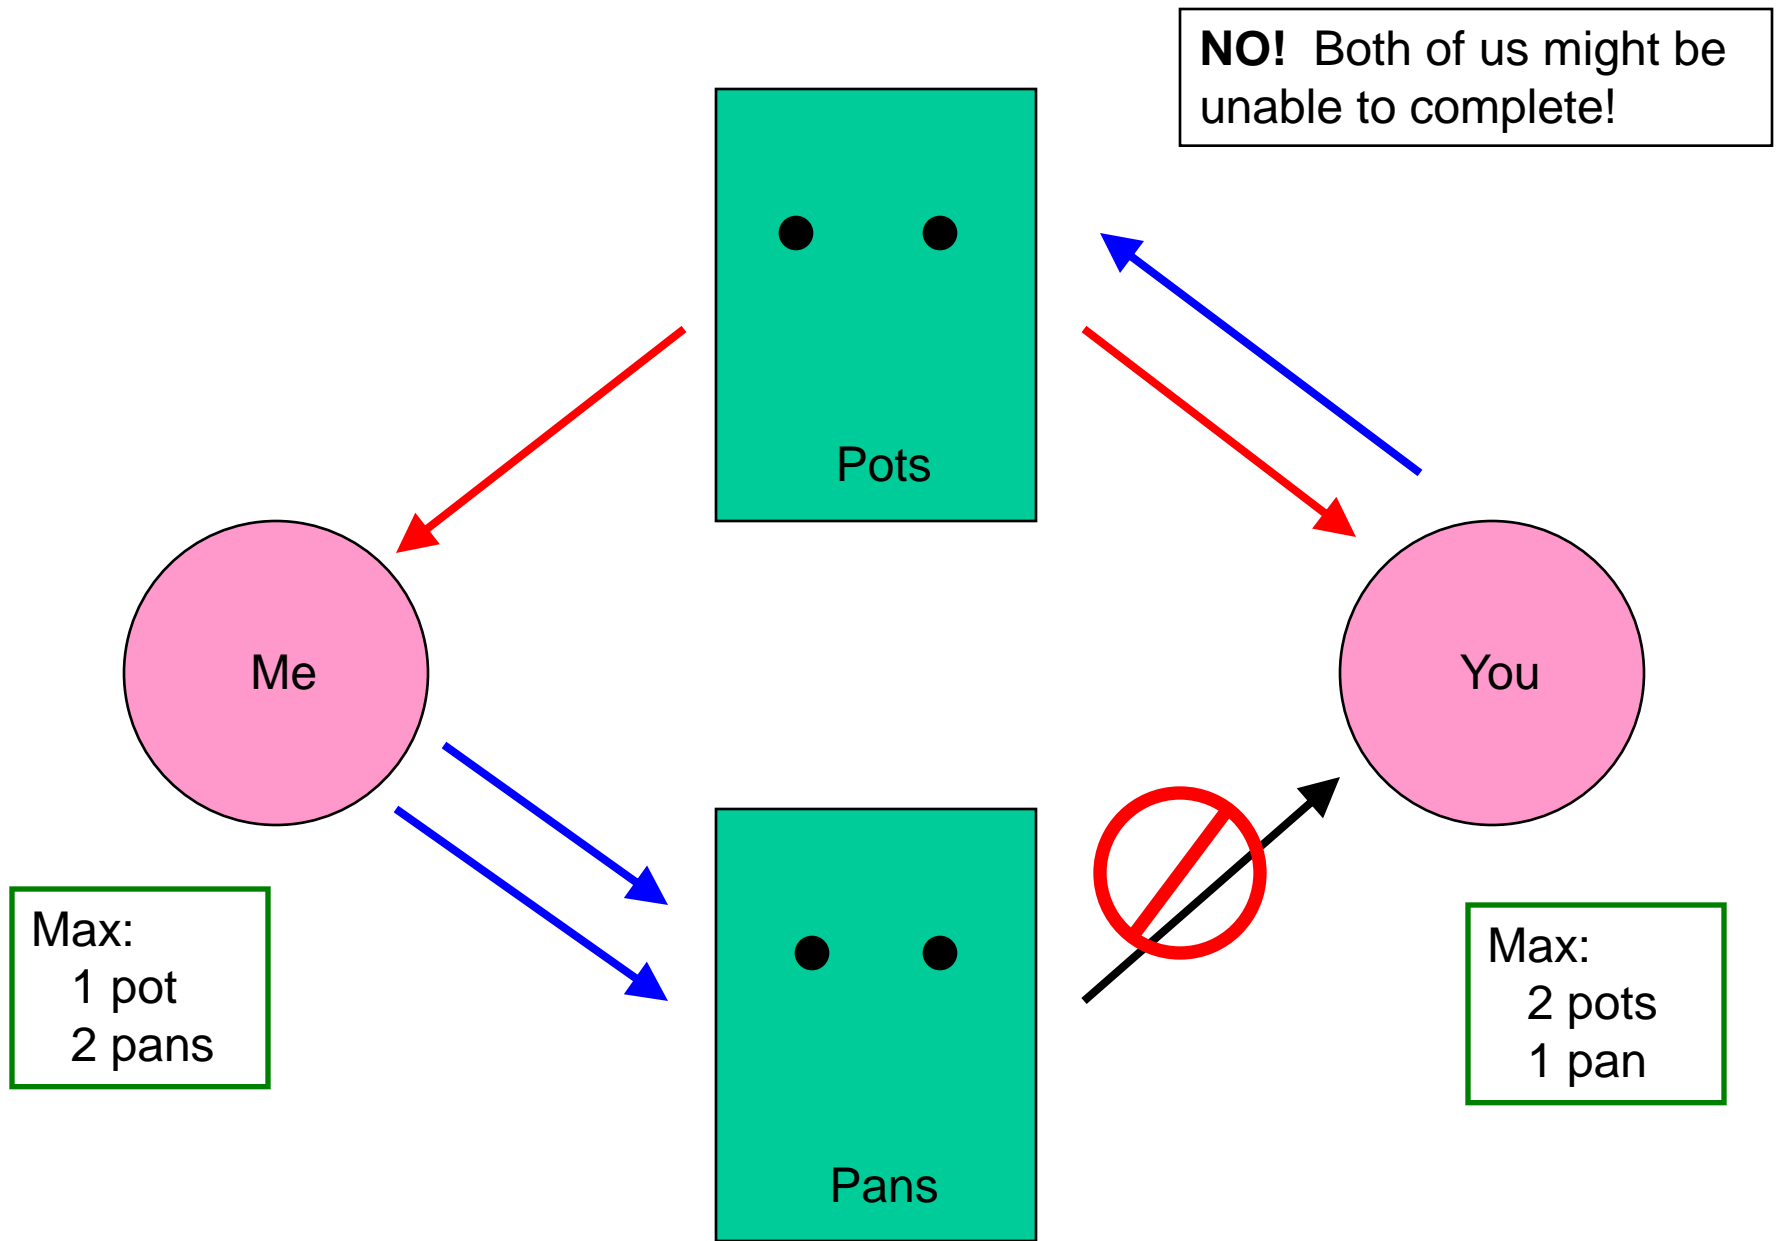 NO! Both of us might be
unable to complete!
Pots
Me
You
Max:
1 pot
2 pans
Max:
2 pots
1 pan
Pans